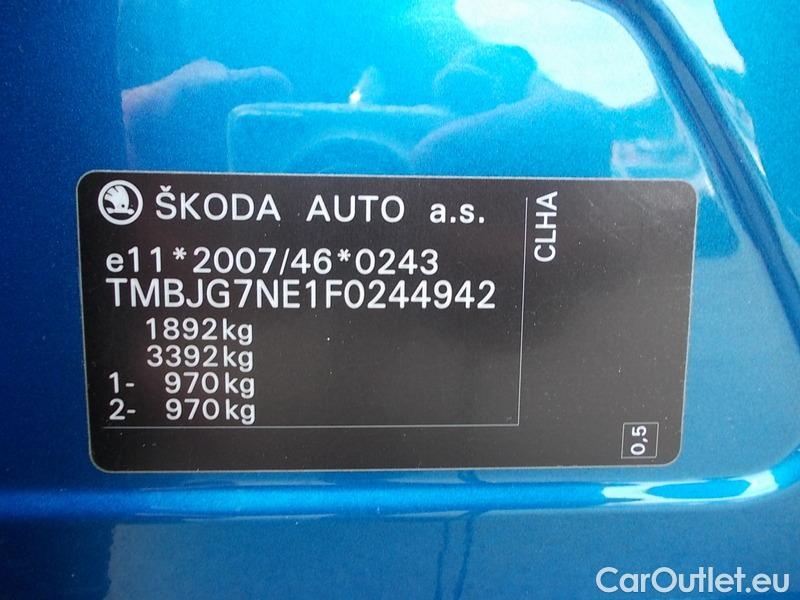 ŠKODA AUTO a.s.
e11*2007/46*0243
TMBJG7NE1F0244942
1892kg
3392kg
1- 970kg
2- 970kg
CLHA
0,5
CarOutlet.eu